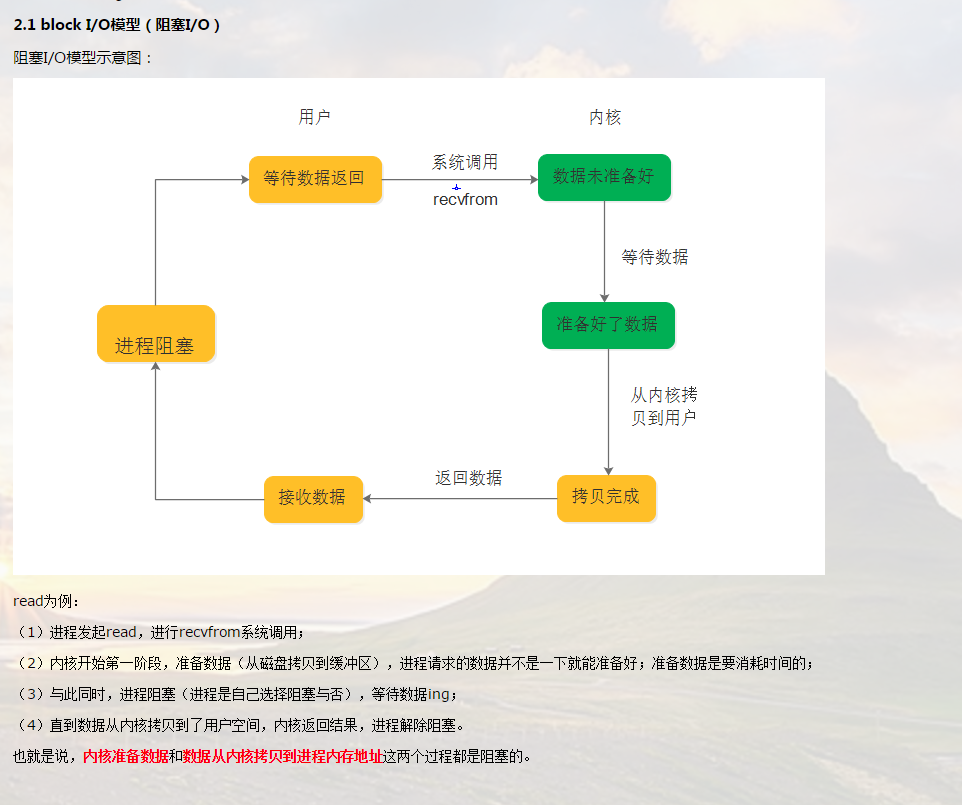 2.1 block I/O模型（阻塞I/O）
阻塞I/O模型示意图：
用户
内核
等待数据返回
系统调用
recvfrom
数据未准备好
等待数据
进程阻塞
准备好了数据
从内核拷
贝到用户
接收数据
返回数据
拷贝完成
read为例：
（1）进程发起read，进行recvfrom系统调用；
（2）内核开始第一阶段，准备数据（从磁盘拷贝到缓冲区），进程请求的数据并不是一下就能准备好；准备数据是要消耗时间的；
（3）与此同时，进程阻塞（进程是自己选择阻塞与否），等待数据ing；
（4）直到数据从内核拷贝到了用户空间，内核返回结果，进程解除阻塞。
也就是说，内核准备数据和数据从内核拷贝到进程内存地址这两个过程都是阻塞的。